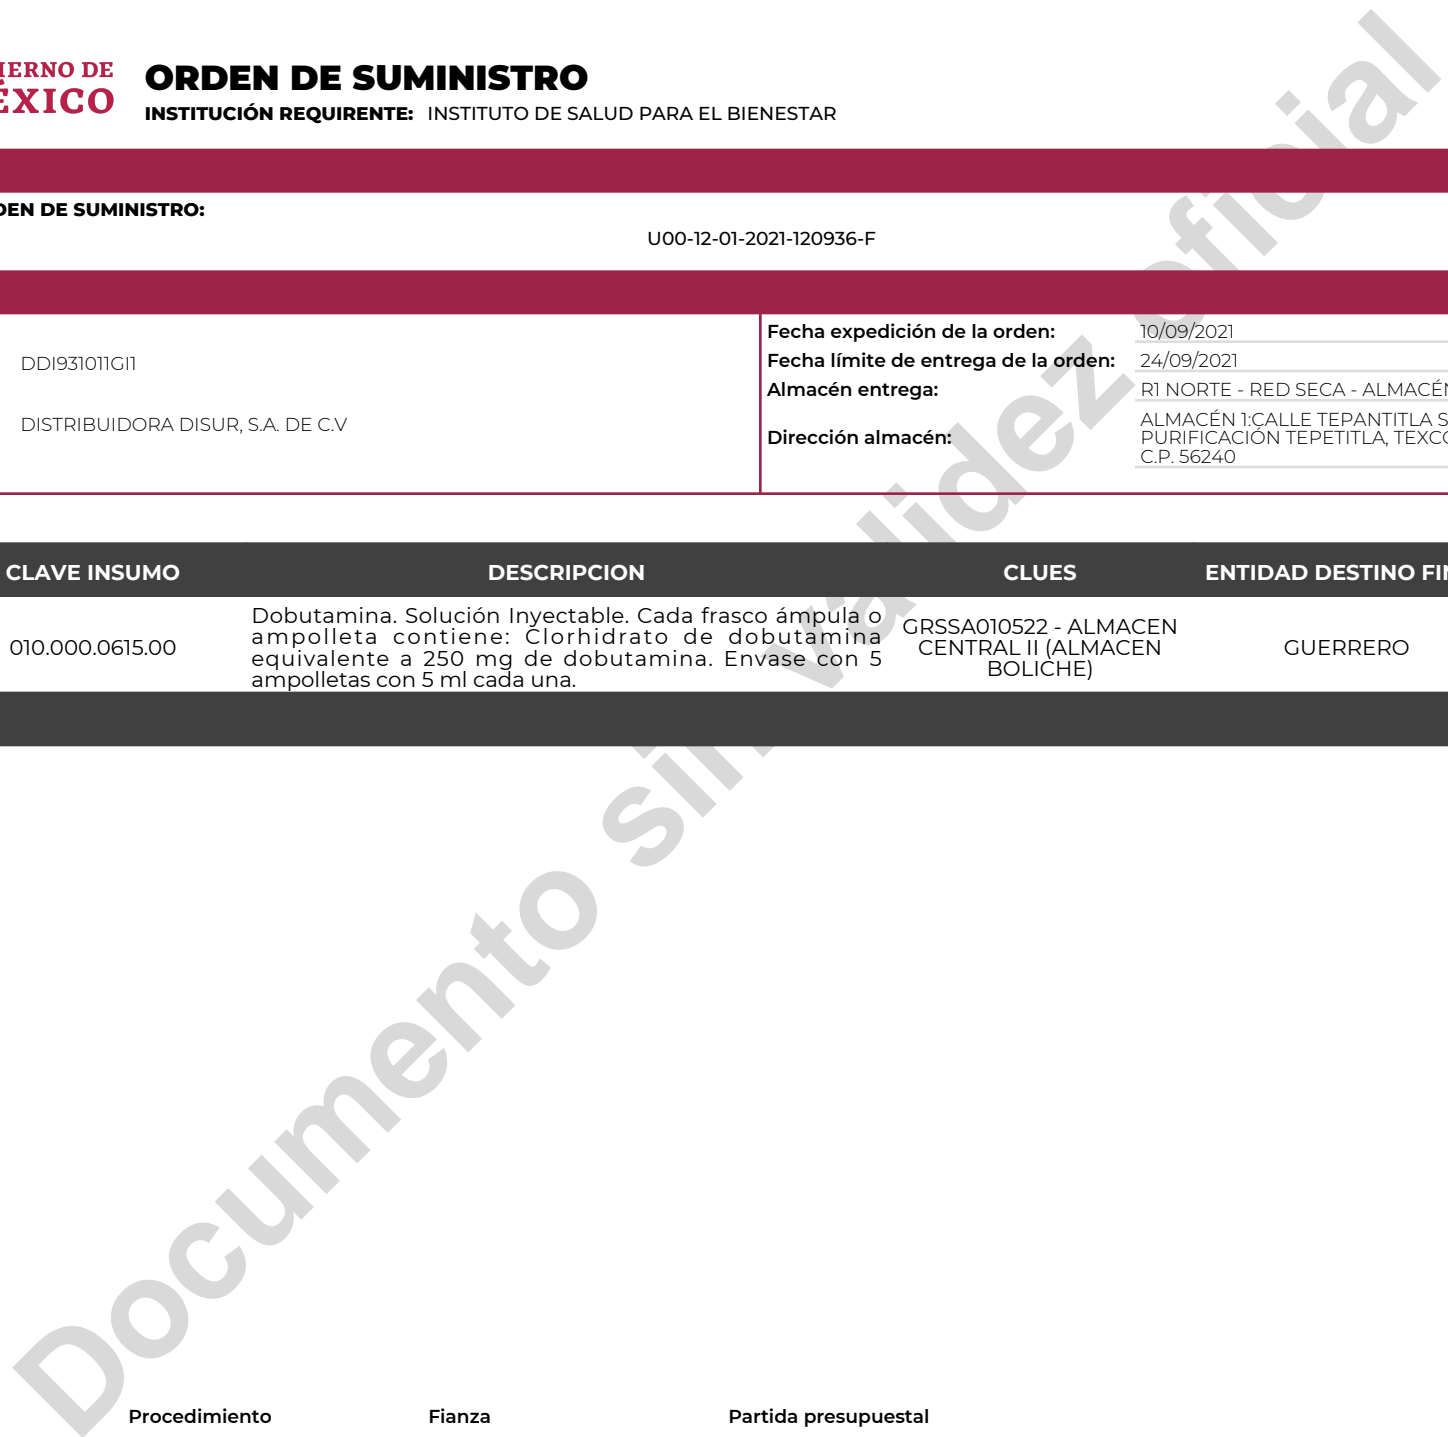 IERNO DE
ÉXICO
ORDEN DE SUMINISTRO
INSTITUCIÓN REQUIRENTE: INSTITUTO DE SALUD PARA EL BIENESTAR
DEN DE SUMINISTRO:
U00-12-01-2021-120936-F
DDI931011GI1
DISTRIBUIDORA DISUR, S.A. DE C.V
Fecha expedición de la orden: 10/09/2021
Fecha límite de entrega de la orden: 24/09/2021
Almacén entrega: R1 NORTE - RED SECA - ALMACÉN
Dirección almacén: ALMACÉN 1:CALLE TEPANTITLA S
PURIFICACIÓN TEPETITLA, TEXCO
C.P. 56240
CLAVE INSUMO DESCRIPCION CLUES ENTIDAD DESTINO FIN
010.000.0615.00
Dobutamina. Solución Inyectable. Cada frasco ámpula o
ampolleta contiene: Clorhidrato de dobutamina
equivalente a 250 mg de dobutamina. Envase con 5
ampolletas con 5 ml cada una.
GRSSA010522 - ALMACEN
CENTRAL II (ALMACEN
BOLICHE)
GUERRERO
Documento sin validez oficial
Procedimiento Fianza Partida presupuestal